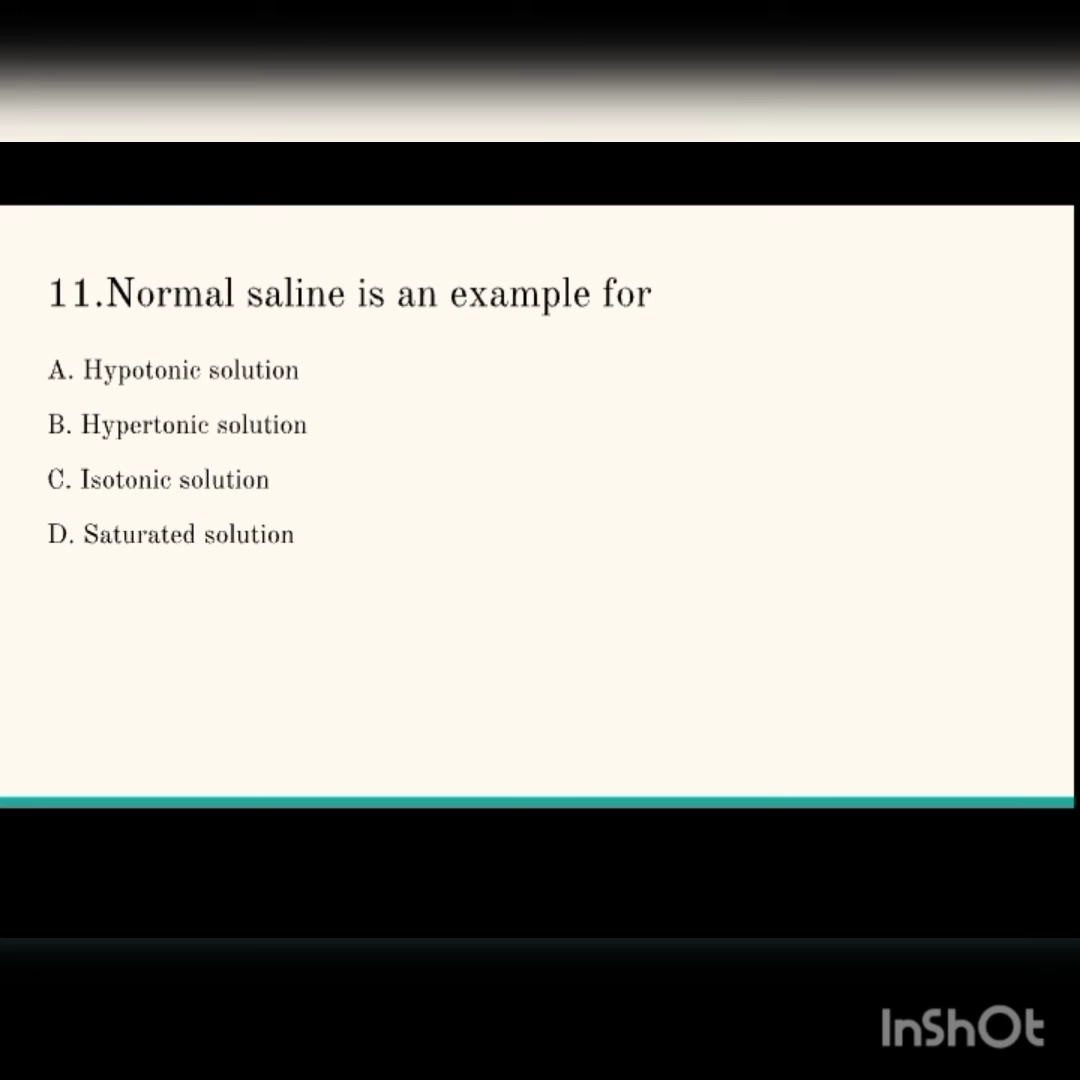 11.Normal saline is an example for
A. Hypotonic solution
B. Hypertonic solution
C. Isotonic solution
D. Saturated solution
InShOt